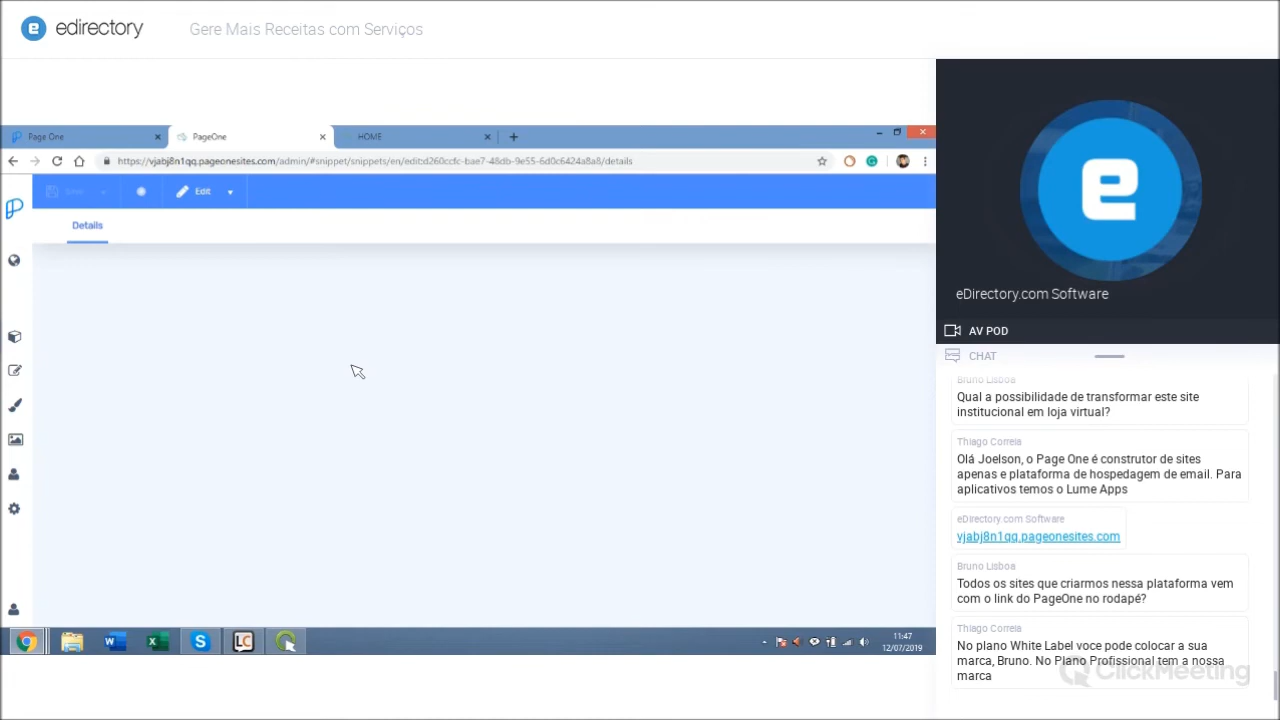 edirectory
Gere Mais Receitas com Serviços
Page One
PageOne
HOME
https://vjabj8n1qq.pageonesites.com/admin/#snippet/snippets/en/edit:d260ccfc-bae7-48db-9e55-6d0c6424a8a8/details
Save
Edit
Details
eDirectory.com Software
AV POD
CHAT
Bruno Lisboa
Qual a possibilidade de transformar este site
institucional em loja virtual?
Thiago Correia
Olá Joelson, o Page One é construtor de sites
apenas e plataforma de hospedagem de email. Para
aplicativos temos o Lume Apps
eDirectory.com Software
vjabj8n1qq.pageonesites.com
Bruno Lisboa
Todos os sites que criarmos nessa plataforma vem
com o link do PageOne no rodapé?
Thiago Correia
No plano White Label voce pode colocar a sua
marca, Bruno. No Plano Profissional tem a nossa
marca
ClickMeeting
11:47
12/07/2019